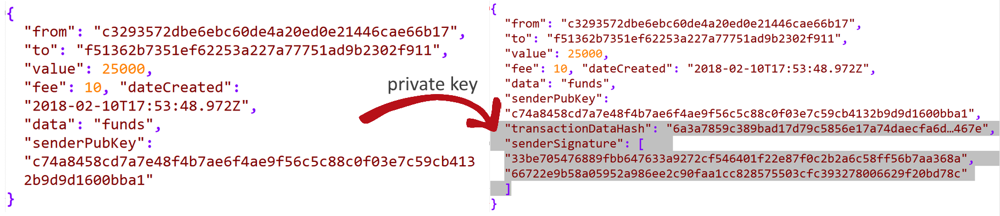 {
"from": "c3293572dbe6ebc60de4a20ed0e21446cae66b17",
"to": "f51362b7351ef62253a227a77751ad9b2302f911",
"value": 25000,
"fee": 10, "dateCreated":
"2018-02-10T17:53:48.972Z",
"data": "funds",
"senderPubKey":
"c74a8458cd7a7e48f4b7ae6f4ae9f56c5c88c0f03e7c59cb413
2b9d9d1600bba1"
}
private key
{
"from": "c3293572dbe6ebc60de4a20ed0e21446cae66b17",
"to": "f51362b7351ef62253a227a77751ad9b2302f911",
"value": 25000,
"fee": 10, "dateCreated": "2018-02-10T17:53:48.972Z",
"data": "funds",
"senderPubKey":
"c74a8458cd7a7e48f4b7ae6f4ae9f56c5c88c0f03e7c59cb4132b9d9d1600bba1",
"transactionDataHash": "6a3a7859c389bad17d79c5856e17a74daecfa6d…467e",
"senderSignature": [
"33be705476889fbb647633a9272cf546401f22e87f0c2b2a6c58ff56b7aa368a",
"66722e9b58a05952a986ee2c90faa1cc828575503cfc393278006629f20bd78c"
]
}